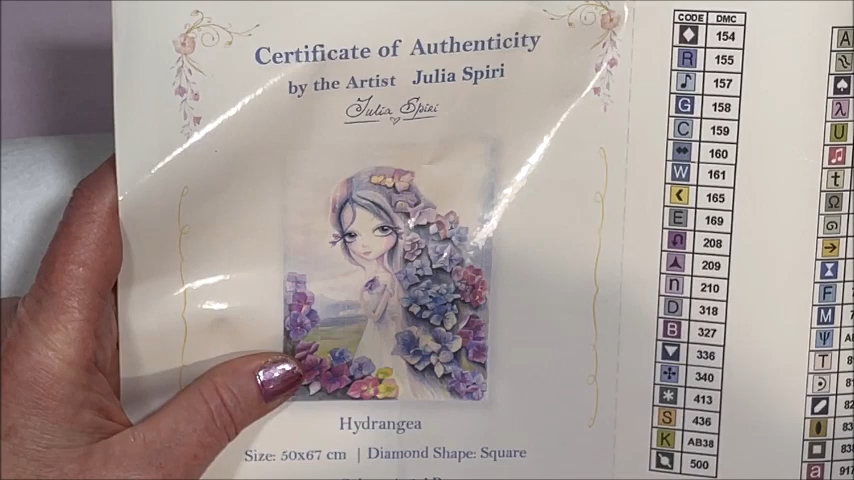 Certificate of Authenticity
by the Artist Julia Spiri
Julia Spiri
Hydrangea
Size: 50x67 cm | Diamond Shape: Square
CODE DMC
154
R 155
157
G 158
C 159
160
W 161
165
E 169
208
209
n 210
D 318
B 327
336
340
413
S 436
K AB38
500
A
λ
U
t
Ω
F
M
Ψ
T
a 917